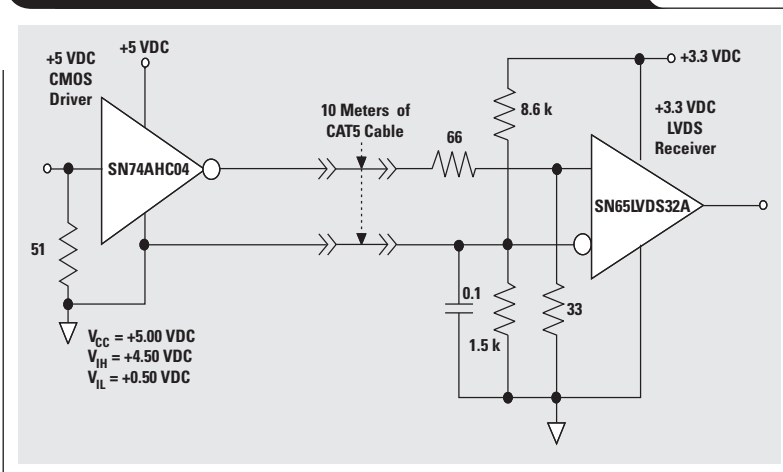 +5 VDC
CMOS
Driver
+5 VDC
SN74AHC04
51
V_CC = +5.00 VDC
V_IH = +4.50 VDC
V_IL = +0.50 VDC
10 Meters of
CAT5 Cable
66
8.6 k
+3.3 VDC
+3.3 VDC
LVDS
Receiver
SN65LVDS32A
0.1
1.5 k
33